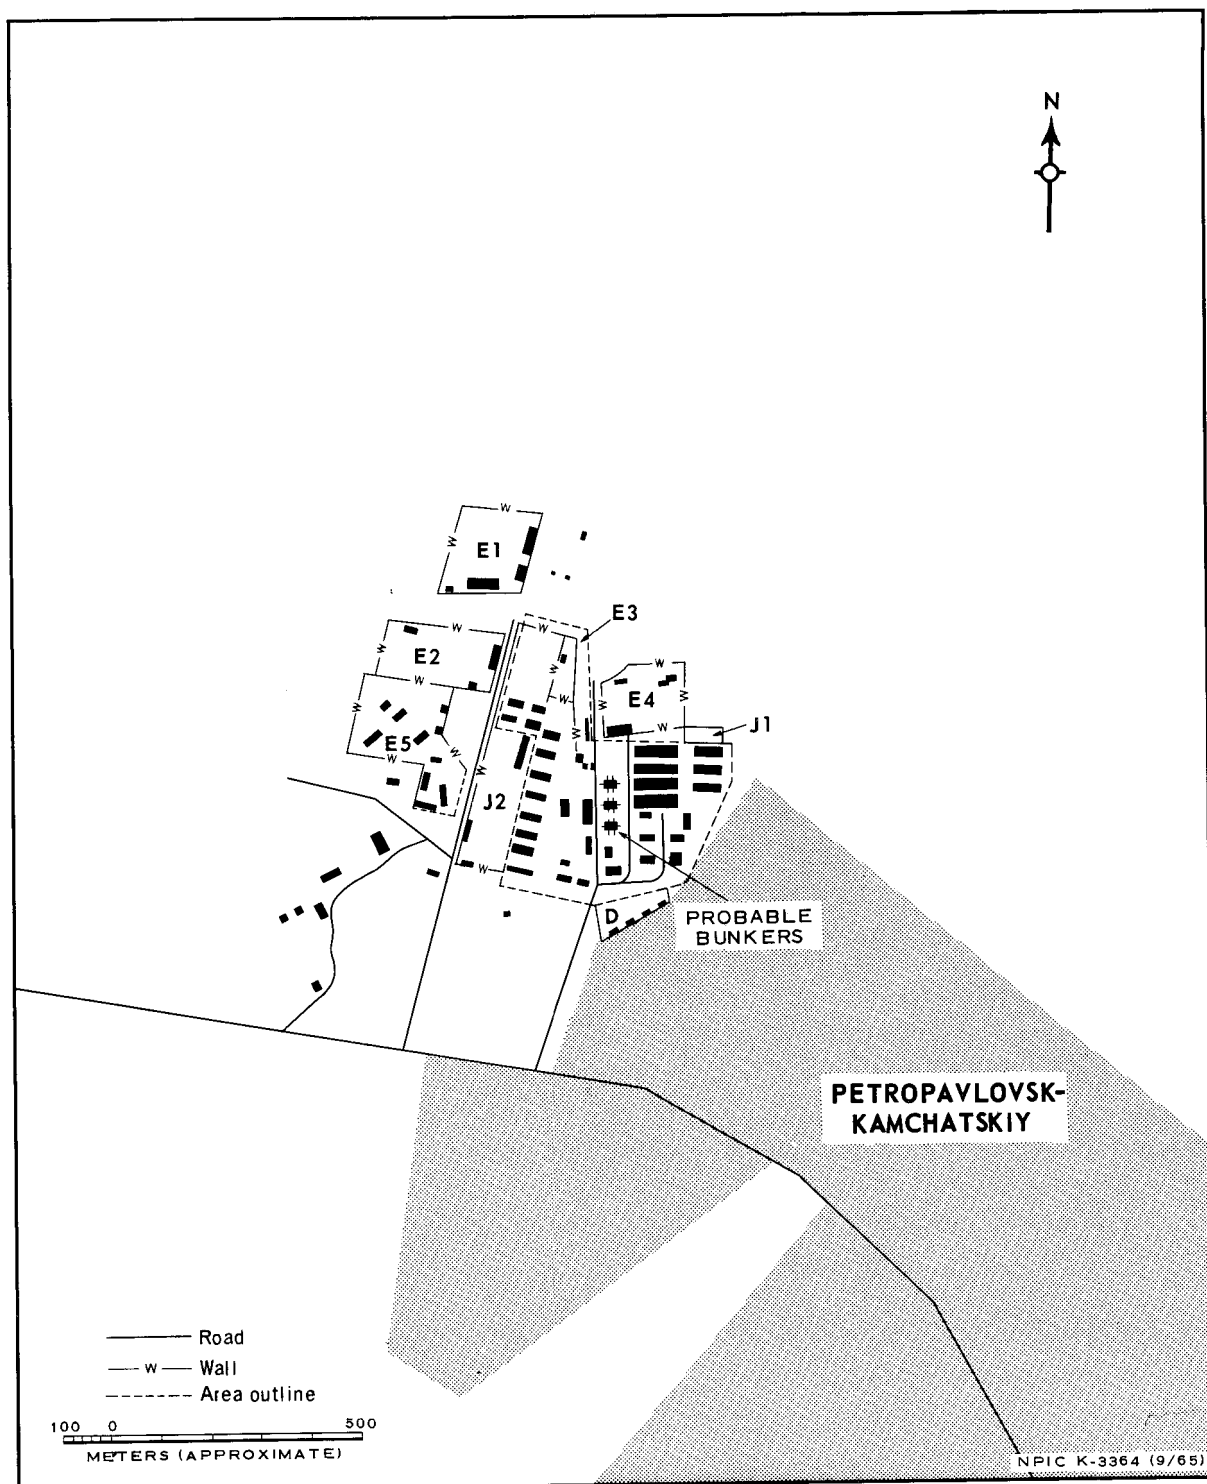 N
W
E1
W
E3
W
W
E2
W
W
W
W
E4
W
W
W
W
W
W
J1
W
E5
W
W
W
J2
W
D
PROBABLE
BUNKERS
PETROPAVLOVSK-
KAMCHATSKIY
Road
W Wall
Area outline
100 0 500
METERS (APPROXIMATE)
NPIC K-3364 (9/65)